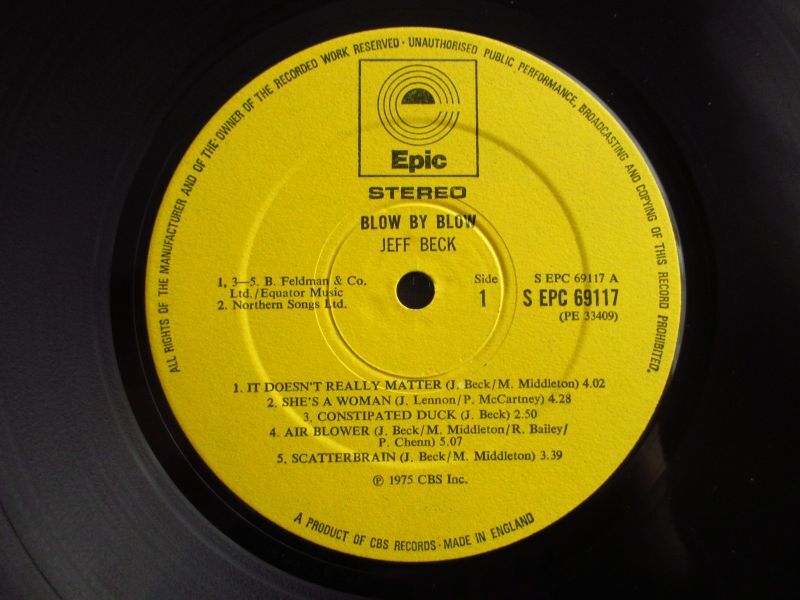 ALL RIGHTS OF THE MANUFACTURER AND OF THE OWNER OF THE RECORDED WORK RESERVED · UNAUTHORISED PUBLIC PERFORMANCE, BROADCASTING AND COPYING OF THIS RECORD PROHIBITED.
Epic
STEREO
BLOW BY BLOW
JEFF BECK
1, 3—5. B. Feldman & Co,
Ltd./Equator Music
2. Northern Songs Ltd.
Side
1
S EPC 69117 A
S EPC 69117
(PE 33409)
1. IT DOESN'T REALLY MATTER (J. Beck/M. Middleton) 4.02
2. SHE'S A WOMAN (J. Lennon/P. McCartney) 4.28
3. CONSTIPATED DUCK (J. Beck) 2.50
4. AIR BLOWER (J. Beck/M. Middleton/R. Bailey/
P. Chenn) 5.07
5. SCATTERBRAIN (J. Beck/M. Middleton) 3.39
℗ 1975 CBS Inc.
A PRODUCT OF CBS RECORDS · MADE IN ENGLAND